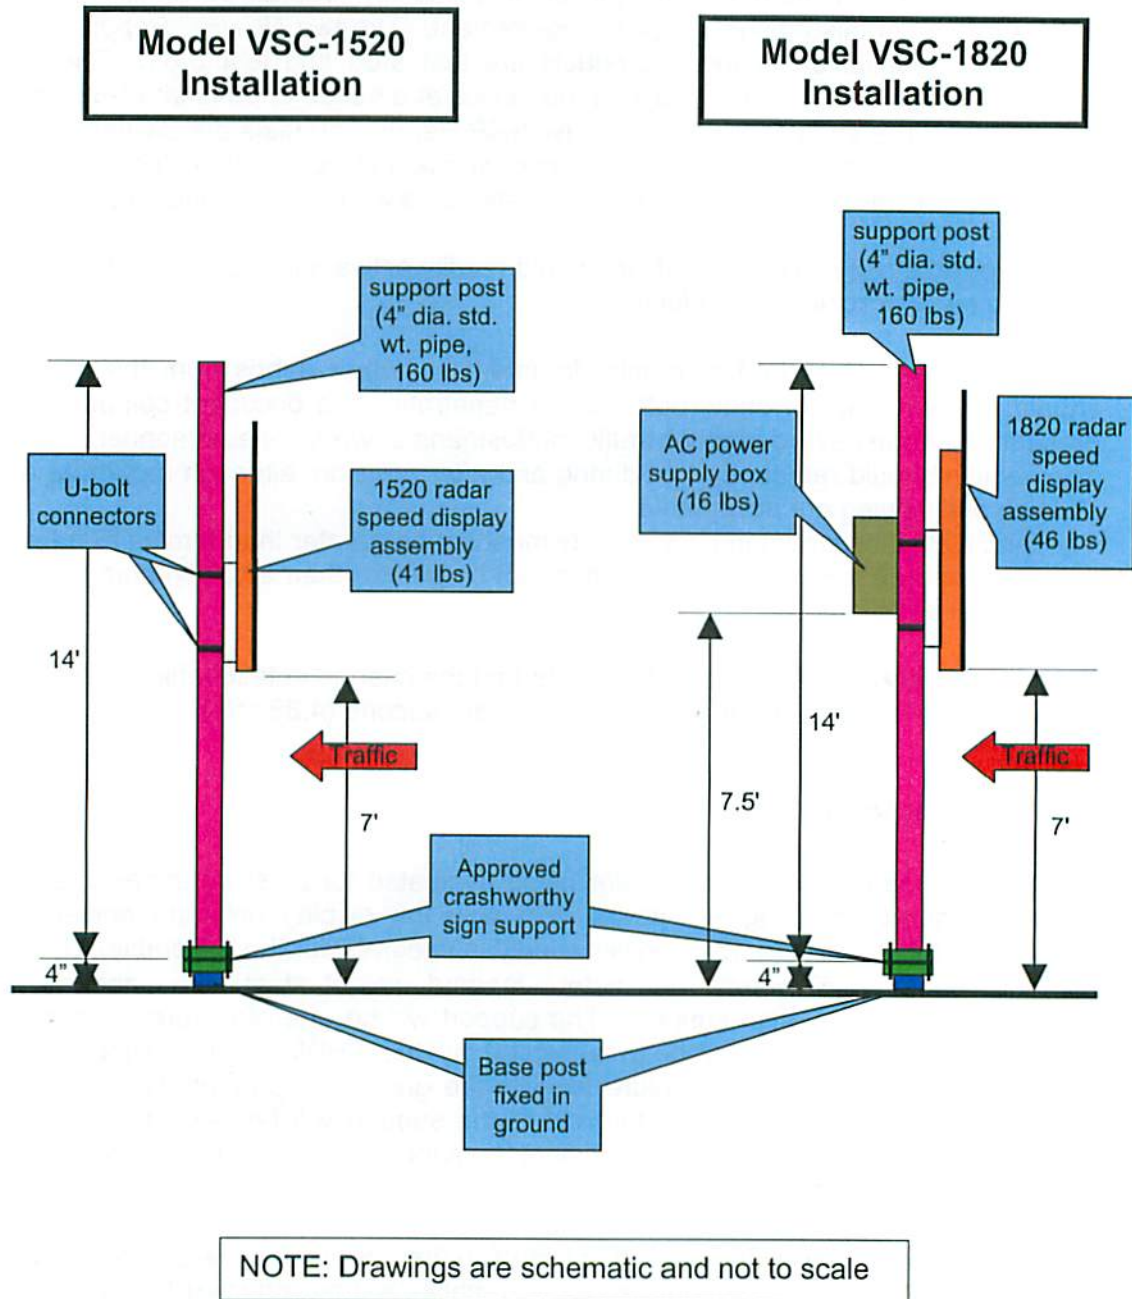 Model VSC-1520
Installation
Model VSC-1820
Installation
support post
(4" dia. std.
wt. pipe,
160 lbs)
support post
(4" dia. std.
wt. pipe,
160 lbs)
U-bolt
connectors
1520 radar
speed display
assembly
(41 lbs)
AC power
supply box
(16 lbs)
1820 radar
speed
display
assembly
(46 lbs)
14'
14'
Traffic
Traffic
7'
7.5'
7'
Approved
crashworthy
sign support
4"
4"
Base post
fixed in
ground
NOTE: Drawings are schematic and not to scale